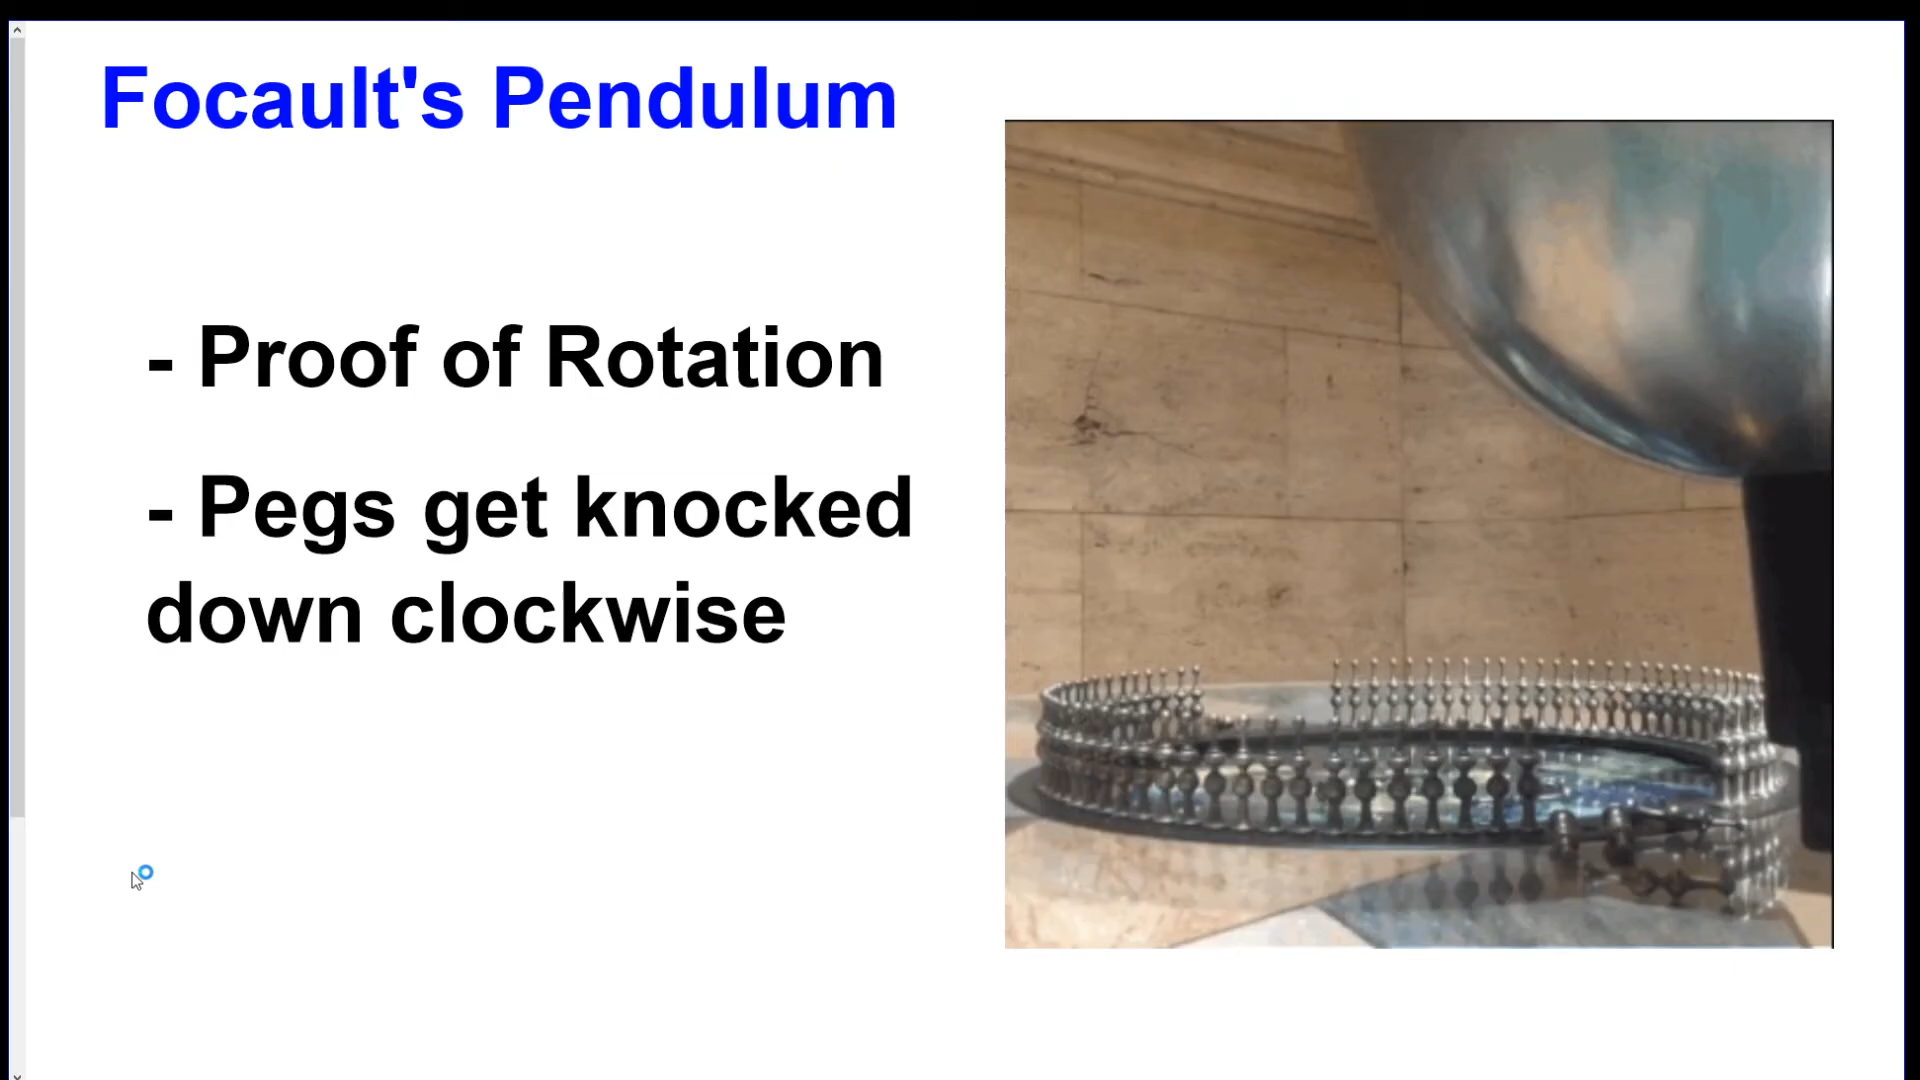 Focault's Pendulum
- Proof of Rotation
- Pegs get knocked
down clockwise